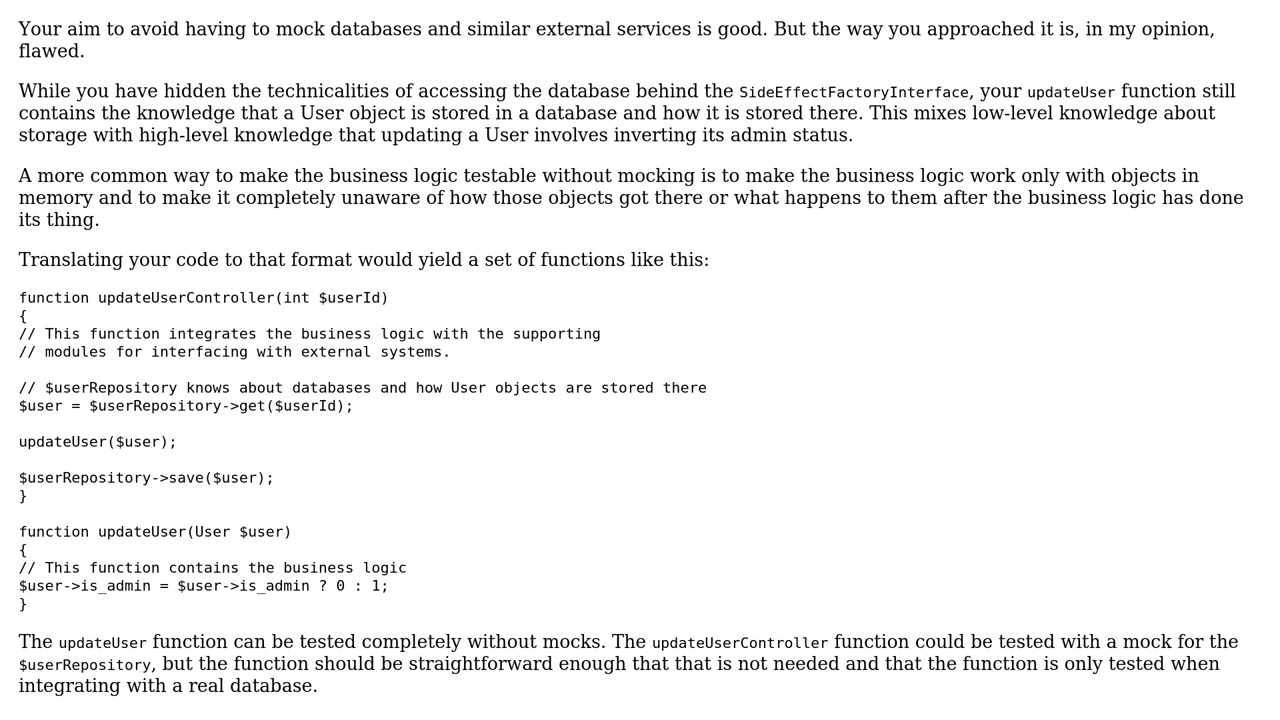 Your aim to avoid having to mock databases and similar external services is good. But the way you approached it is, in my opinion,
flawed.
While you have hidden the technicalities of accessing the database behind the SideEffectFactoryInterface, your updateUser function still
contains the knowledge that a User object is stored in a database and how it is stored there. This mixes low-level knowledge about
storage with high-level knowledge that updating a User involves inverting its admin status.
A more common way to make the business logic testable without mocking is to make the business logic work only with objects in
memory and to make it completely unaware of how those objects got there or what happens to them after the business logic has done
its thing.
Translating your code to that format would yield a set of functions like this:
function updateUserController(int $userId)
{
// This function integrates the business logic with the supporting
// modules for interfacing with external systems.
// $userRepository knows about databases and how User objects are stored there
$user = $userRepository->get($userId);
updateUser($user);
$userRepository->save($user);
}
function updateUser(User $user)
{
// This function contains the business logic
$user->is_admin = $user->is_admin ? 0 : 1;
}
The updateUser function can be tested completely without mocks. The updateUserController function could be tested with a mock for the
$userRepository, but the function should be straightforward enough that that is not needed and that the function is only tested when
integrating with a real database.